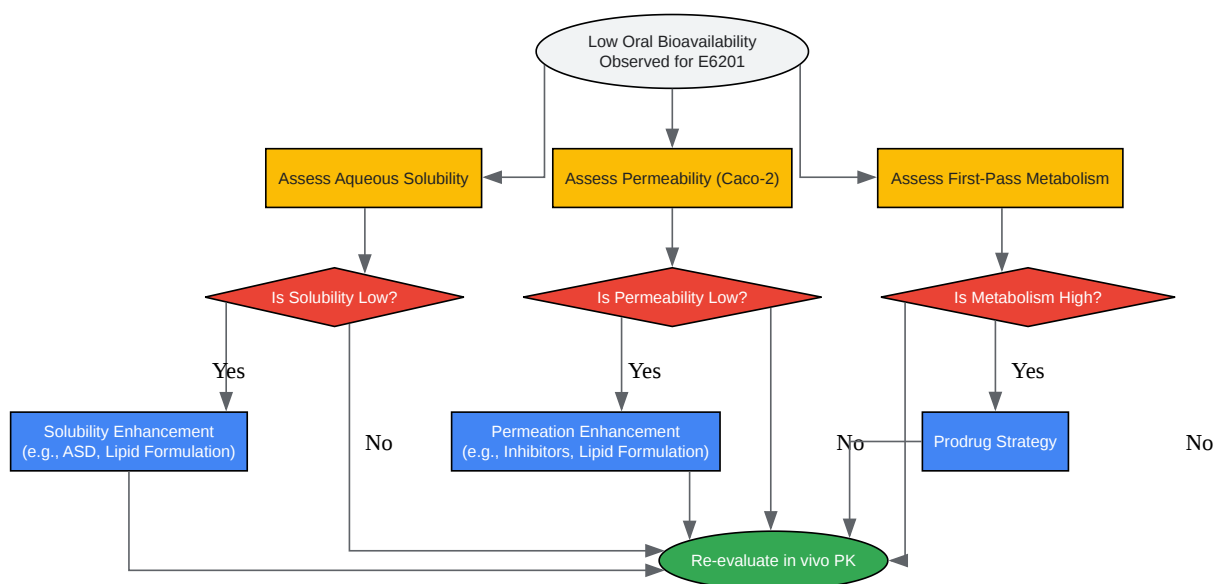 Low Oral Bioavailability
Observed for E6201
Assess Aqueous Solubility
Assess Permeability (Caco-2)
Assess First-Pass Metabolism
Is Solubility Low?
Is Permeability Low?
Is Metabolism High?
Yes
Yes
Yes
Solubility Enhancement
(e.g., ASD, Lipid Formulation)
No
Permeation Enhancement
(e.g., Inhibitors, Lipid Formulation)
No
Prodrug Strategy
No
Re-evaluate in vivo PK